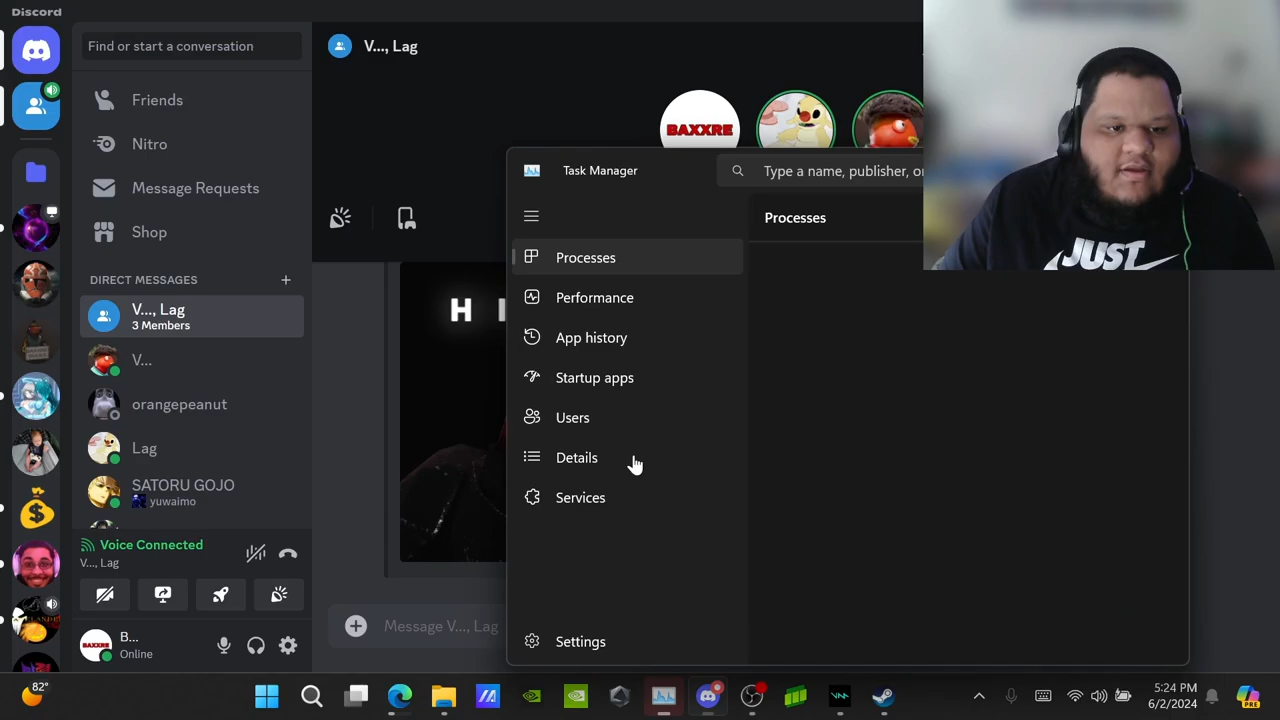 Discord
Find or start a conversation
V..., Lag
Friends
BAXXRE
Nitro
Task Manager
Type a name, publisher, or
Message Requests
Processes
Shop
JUST
Processes
DIRECT MESSAGES
H I
Performance
V..., Lag
3 Members
App history
V...
Startup apps
orangepeanut
Users
Lag
Details
SATORU GOJO
yuwaimo
Services
Voice Connected
V..., Lag
Message V..., Lag
Settings
BAXXRE
B...
Online
82°
5:24 PM
6/2/2024
PRE